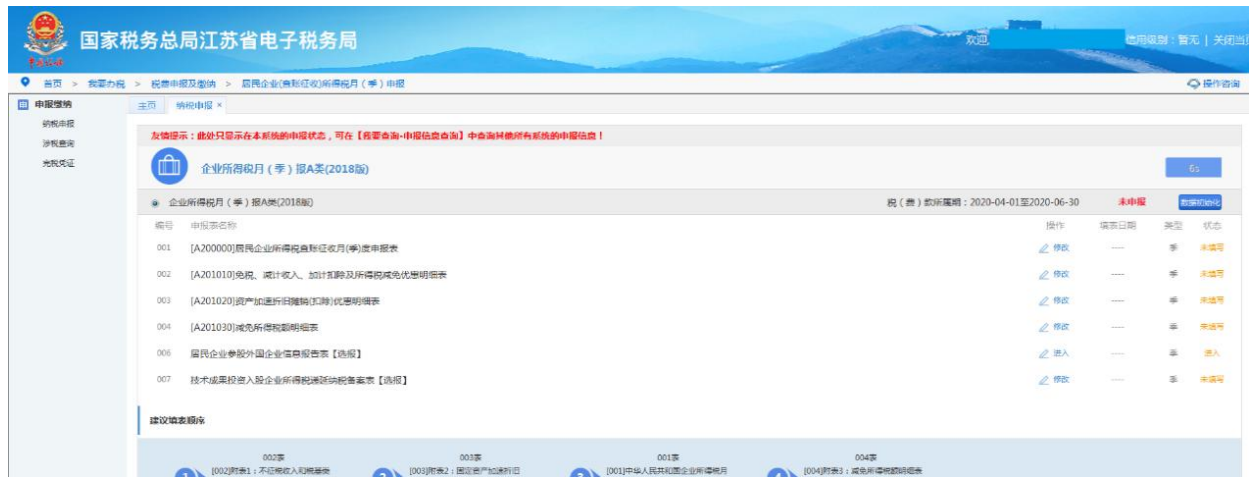 国家税务总局江苏省电子税务局
欢迎,
信用级别：暂无 | 关闭当
首页 > 我要办税 > 税费申报及缴纳 > 居民企业(查账征收)所得税月（季）申报
操作咨询
申报缴纳
主页 纳税申报 ×
纳税申报
涉税查询
完税凭证
友情提示：此处只显示在本系统的申报状态，可在【我要查询-申报信息查询】中查询其他所有系统的申报信息！
企业所得税月（季）报A类(2018版)
6s
企业所得税月（季）报A类(2018版) 税（费）款所属期：2020-04-01至2020-06-30 未申报 数据初始化
编号 申报表名称 操作 填表日期 类型 状态
001 [A200000]居民企业所得税查账征收月(季)度申报表 修改 ---- 季 未填写
002 [A201010]免税、减计收入、加计扣除及所得税减免优惠明细表 修改 ---- 季 未填写
003 [A201020]资产加速折旧摊销(扣除)优惠明细表 修改 ---- 季 未填写
004 [A201030]减免所得税额明细表 修改 ---- 季 未填写
006 居民企业参股外国企业信息报告表【选报】 进入 ---- 季 进入
007 技术成果投资入股企业所得税递延纳税备案表【选报】 修改 ---- 季 未填写
建议填表顺序
002表 003表 001表 004表
1 [002]附表1：不征税收入和税基类 2 [003]附表2：固定资产加速折旧 3 [001]中华人民共和国企业所得税月 4 [004]附表3：减免所得税额明细表